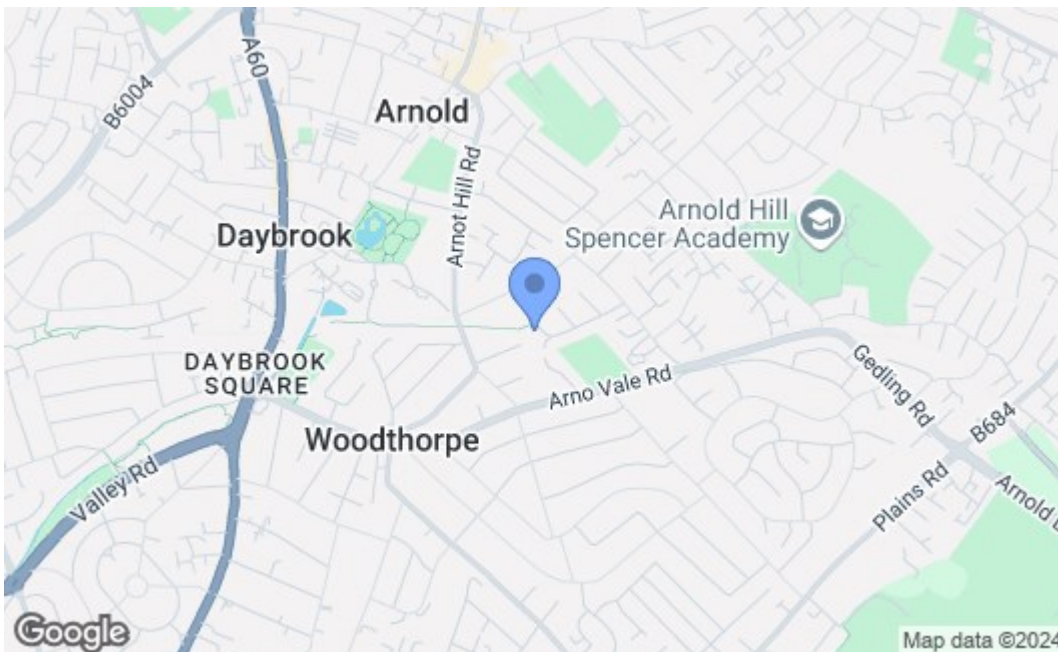 A60
B6004
Arnold
Arnot Hill Rd
Arnold Hill
Spencer Academy
Daybrook
DAYBROOK
SQUARE
Arno Vale Rd
Gedling Rd
B684
Woodthorpe
Valley Rd
Plains Rd
Arnold
Google
Map data ©2024